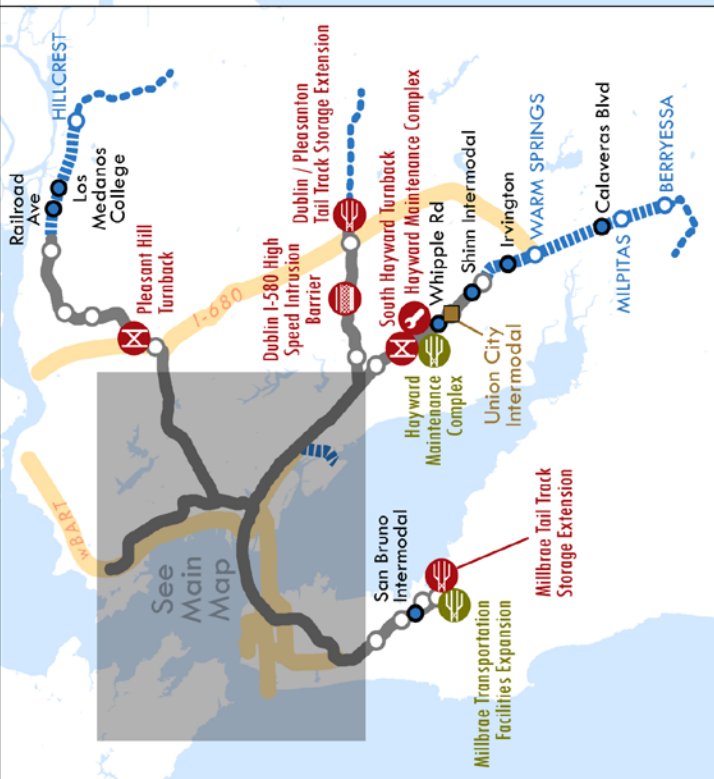 Railroad
Ave
HILLCREST
Los
Medanos
College
Pleasant Hill
Turnback
I-680
Dublin / Pleasanton
Tail Track Storage Extension
Dublin I-580 High
Speed Intrusion
Barrier
South Hayward Turnback
Hayward Maintenance Complex
Whipple Rd
Shinn Intermodal
Irvington
WARM SPRINGS
Calaveras Blvd
MILPITAS
BERRYESSA
Hayward
Maintenance
Complex
Union City
Intermodal
wBART
See
Main
Map
San Bruno
Intermodal
Millbrae Tail Track
Storage Extension
Millbrae Transportation
Facilities Expansion